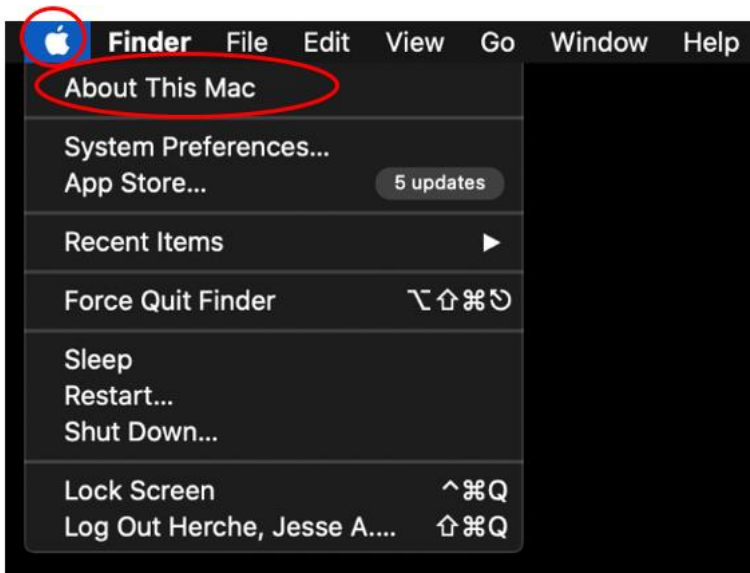 Finder File Edit View Go Window Help
About This Mac
System Preferences...
App Store... 5 updates
Recent Items ▶
Force Quit Finder ⌥⇧⌘⎋
Sleep
Restart...
Shut Down...
Lock Screen ^⌘Q
Log Out Herche, Jesse A.... ⇧⌘Q